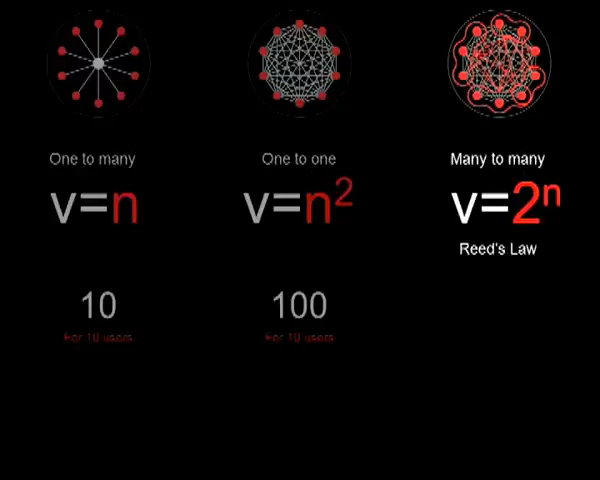 One to many
v=n
10
For 10 users
One to one
v=n²
100
For 10 users
Many to many
v=2ⁿ
Reed's Law